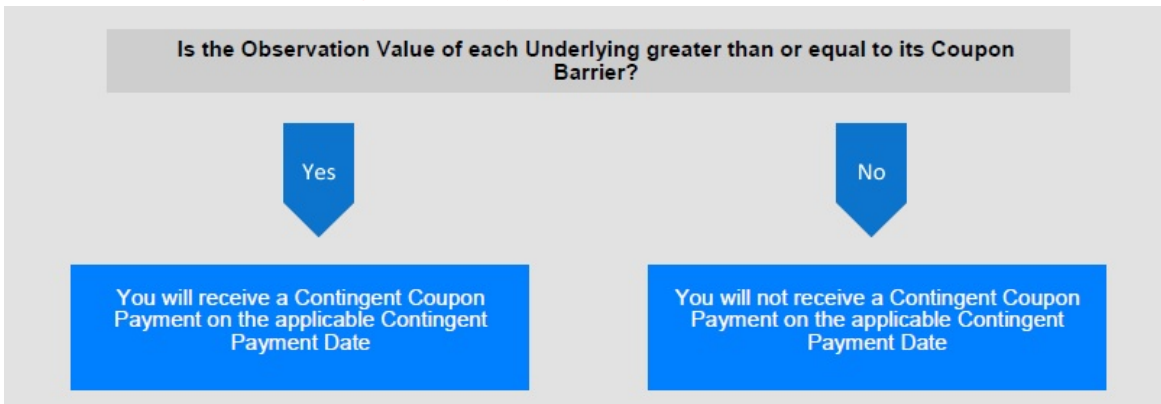 Is the Observation Value of each Underlying greater than or equal to its Coupon
Barrier?
Yes
No
You will receive a Contingent Coupon
Payment on the applicable Contingent
Payment Date
You will not receive a Contingent Coupon
Payment on the applicable Contingent
Payment Date